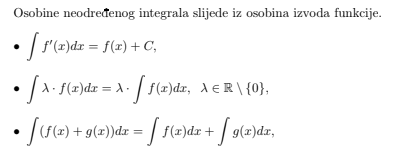 Osobine neodređenog integrala slijede iz osobina izvoda funkcije.
• ∫ f′(x)dx = f(x) + C,
• ∫ λ · f(x)dx = λ · ∫ f(x)dx, λ ∈ ℝ \ {0},
• ∫ (f(x) + g(x))dx = ∫ f(x)dx + ∫ g(x)dx,